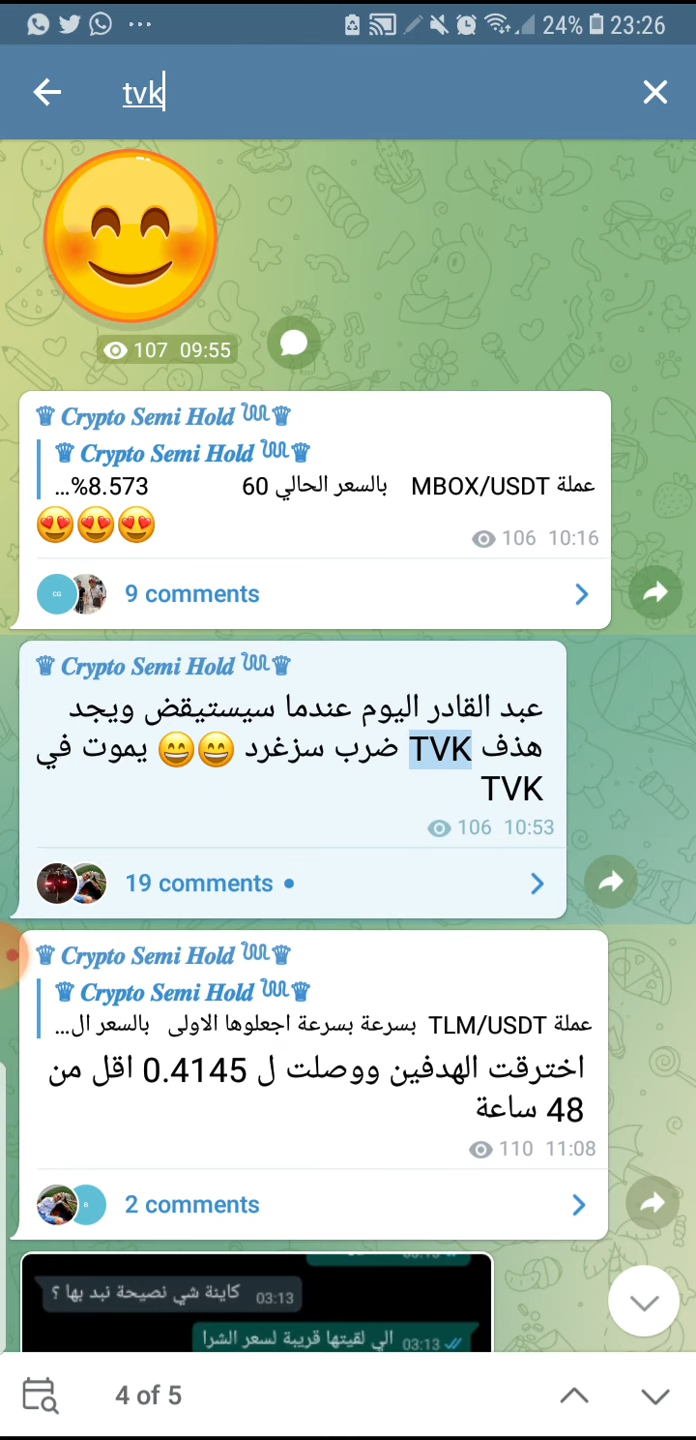 24% 23:26
tvk
107 09:55
Crypto Semi Hold
Crypto Semi Hold
عملة MBOX/USDT بالسعر الحالي 60 8.573%...
😍😍😍
106 10:16
9 comments
Crypto Semi Hold
عبد القادر اليوم عندما سيستيقض ويجد
هذف TVK ضرب سزغرد 😄😄 يموت في
TVK
106 10:53
19 comments
Crypto Semi Hold
Crypto Semi Hold
عملة TLM/USDT بسرعة بسرعة اجعلوها الاولى بالسعر ال...
اخترقت الهدفين ووصلت ل 0.4145 اقل من
48 ساعة
110 11:08
2 comments
كاينة شي نصيحة نبد بها ؟ 03:13
الي لقيتها قريبة لسعر الشرا 03:13
4 of 5